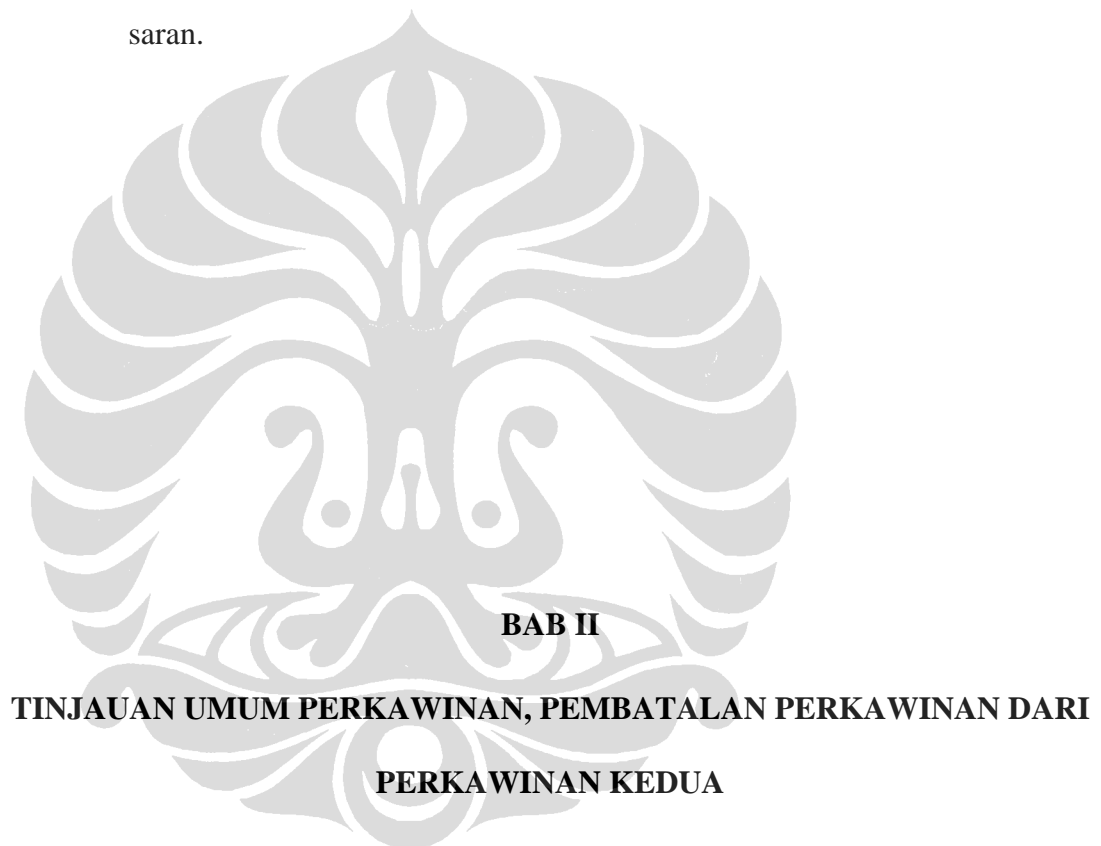 saran.
BAB II
TINJAUAN UMUM PERKAWINAN, PEMBATALAN PERKAWINAN DARI
PERKAWINAN KEDUA